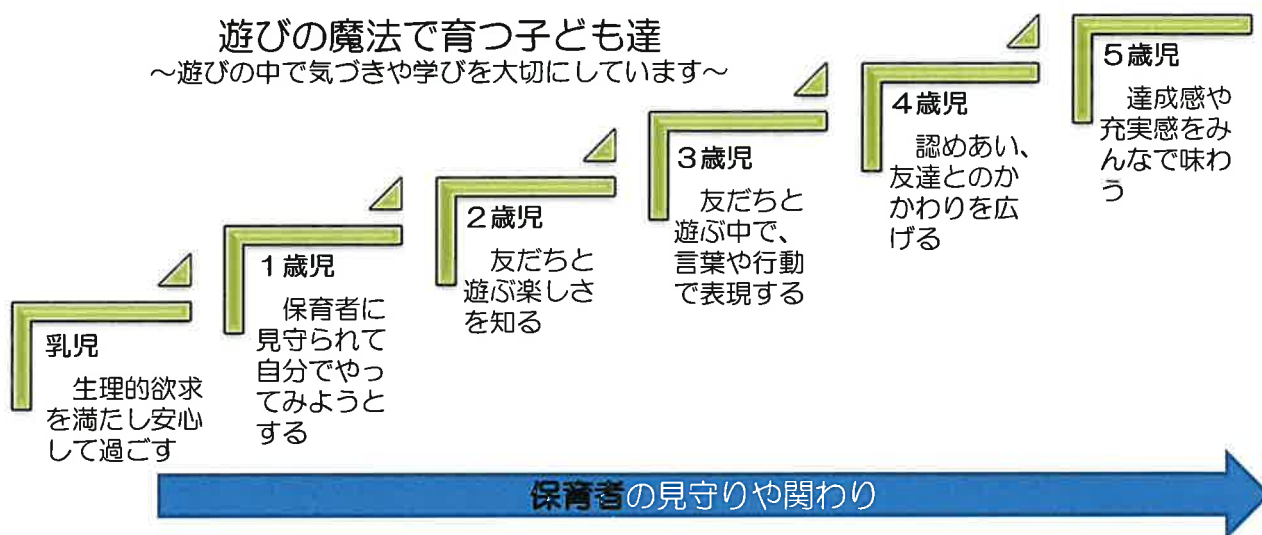 遊びの魔法で育つ子ども達
～遊びの中で気づきや学びを大切にしています～
乳児
生理的欲求
を満たし安心
して過ごす
1歳児
保育者に
見守られて
自分でやっ
てみようと
する
2歳児
友だちと
遊ぶ楽しさ
を知る
3歳児
友だちと
遊ぶ中で、
言葉や行動
で表現する
4歳児
認めあい、
友達とのか
かわりを広
げる
5歳児
達成感や
充実感をみ
んなで味わ
う
保育者の見守りや関わり